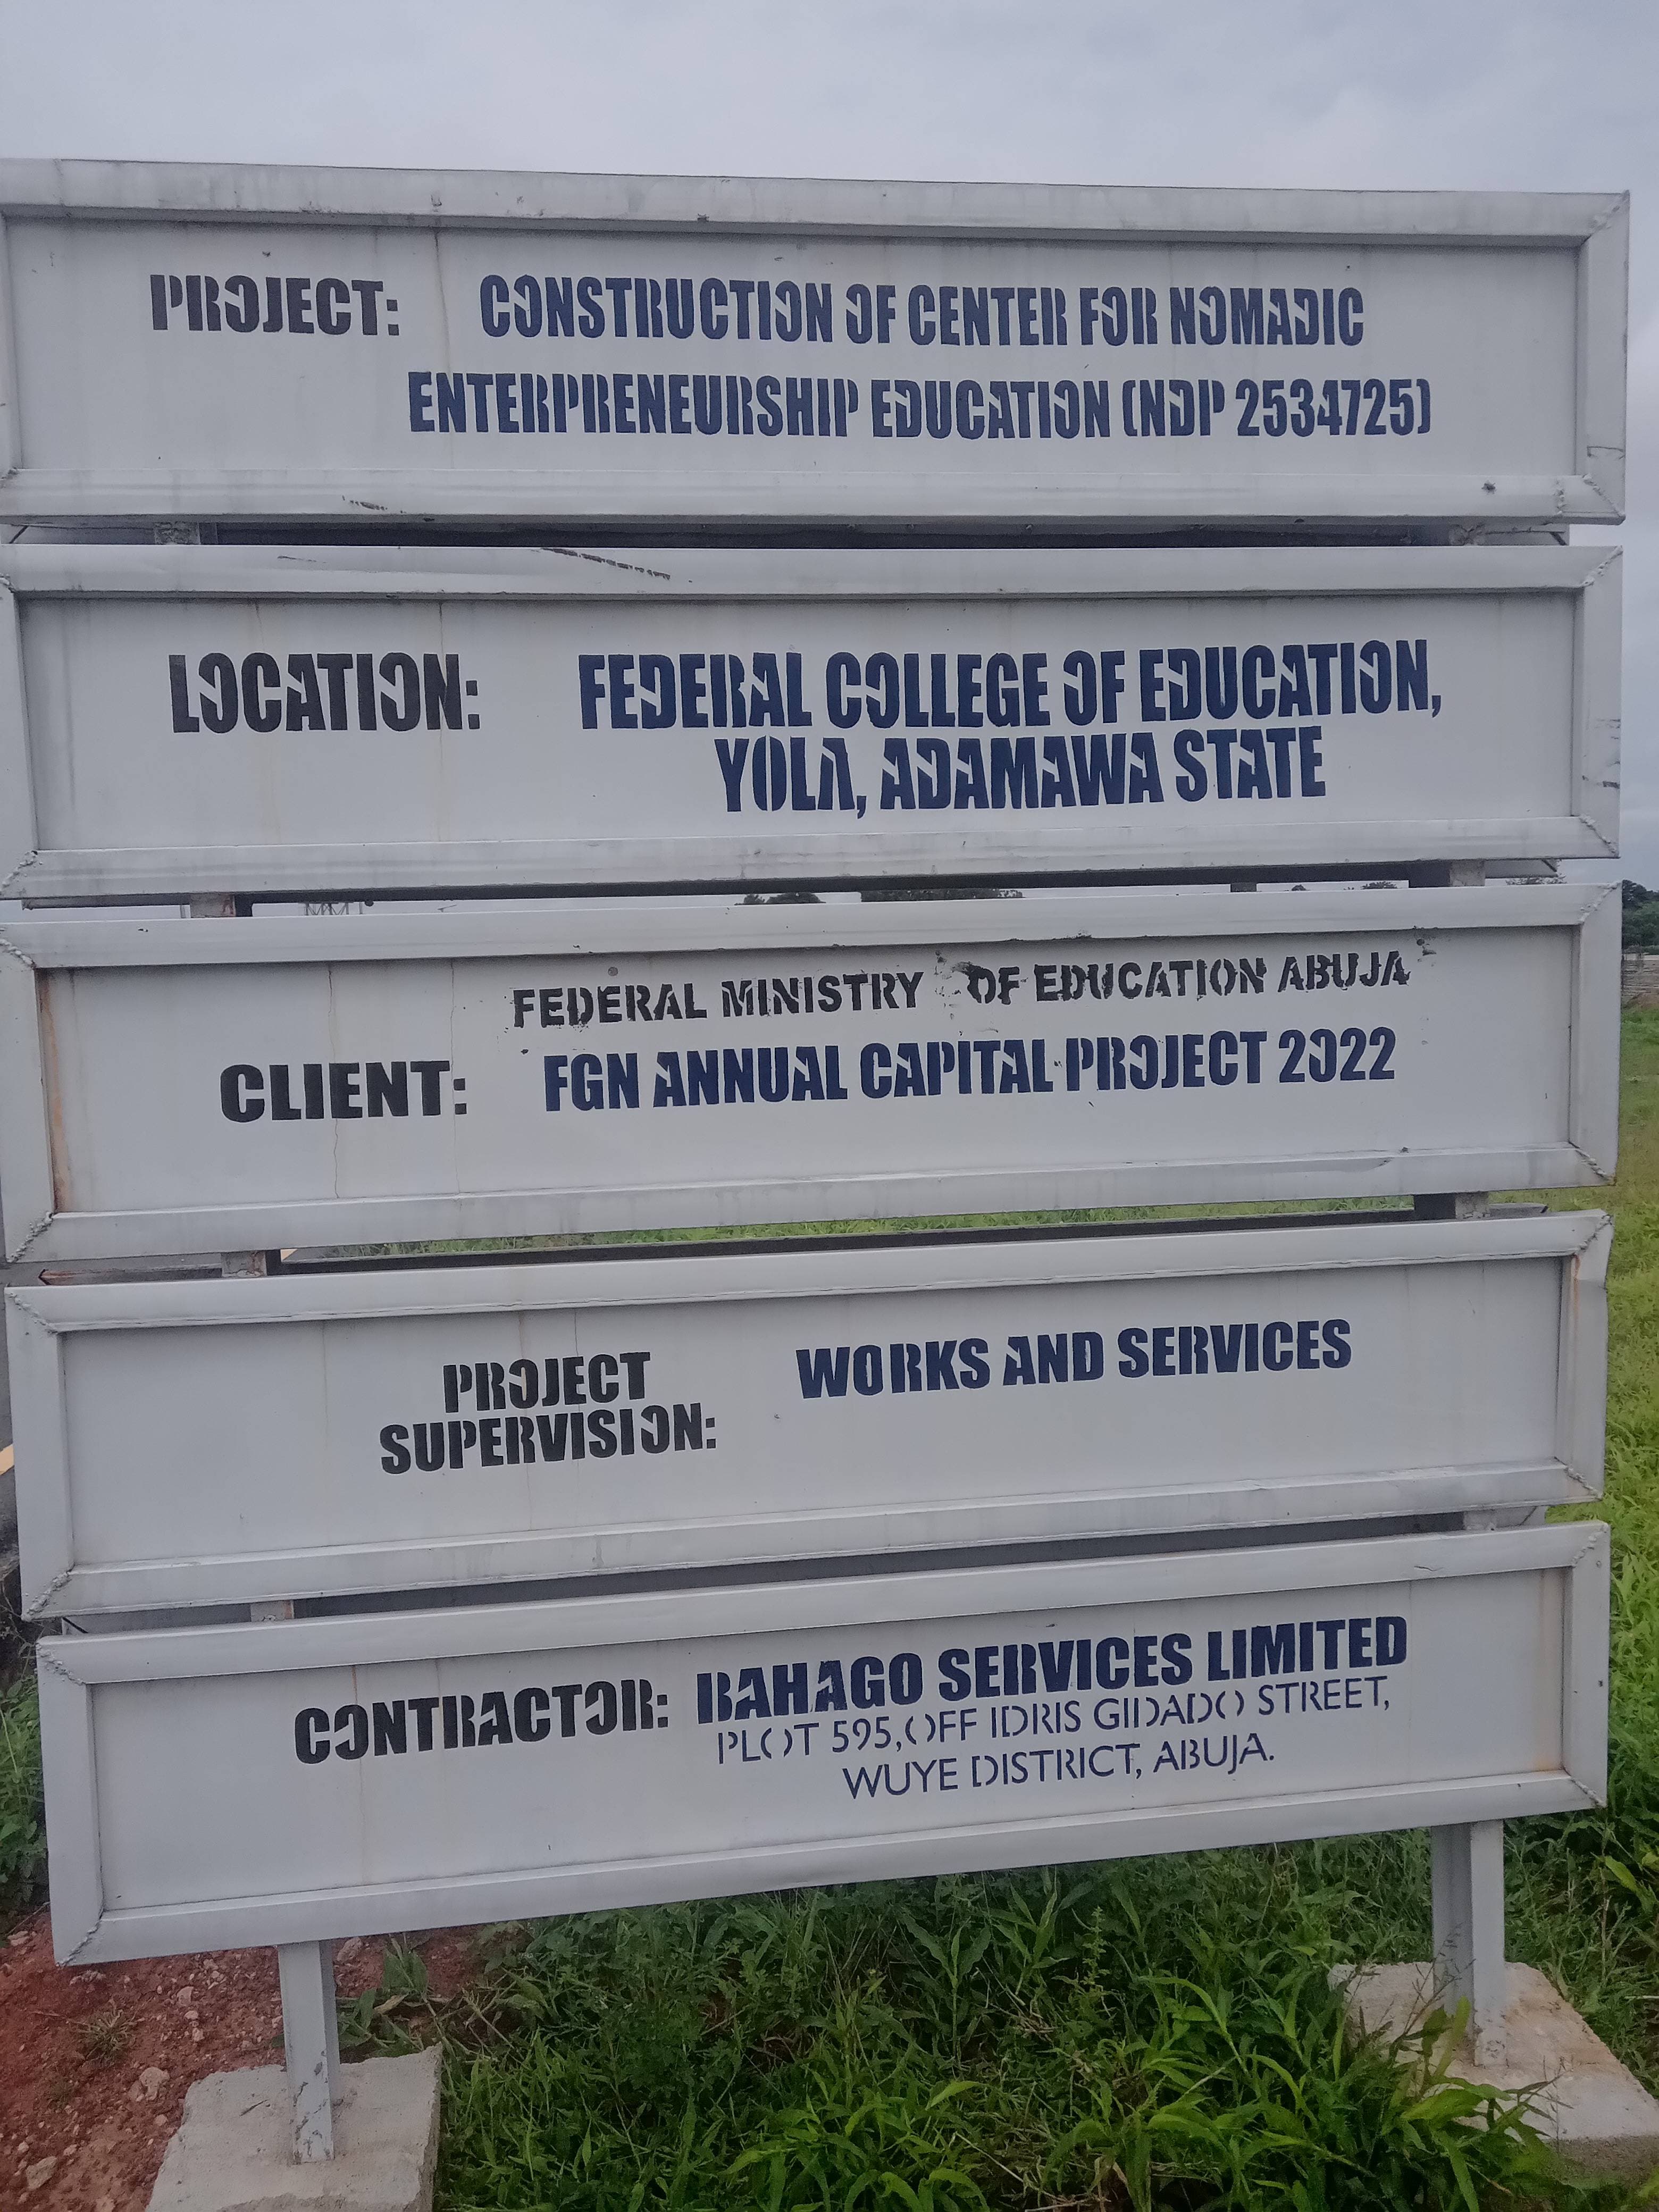 PROJECT: CONSTRUCTION OF CENTER FOR NOMADIC
ENTERPRENEURSHIP EDUCATION (NDP 2534725)
LOCATION: FEDERAL COLLEGE OF EDUCATION,
YOLA, ADAMAWA STATE
FEDERAL MINISTRY OF EDUCATION ABUJA
CLIENT: FGN ANNUAL CAPITAL PROJECT 2022
PROJECT
SUPERVISION:
WORKS AND SERVICES
CONTRACTOR: BAHAGO SERVICES LIMITED
PLOT 595,OFF IDRIS GIDADO STREET,
WUYE DISTRICT, ABUJA.